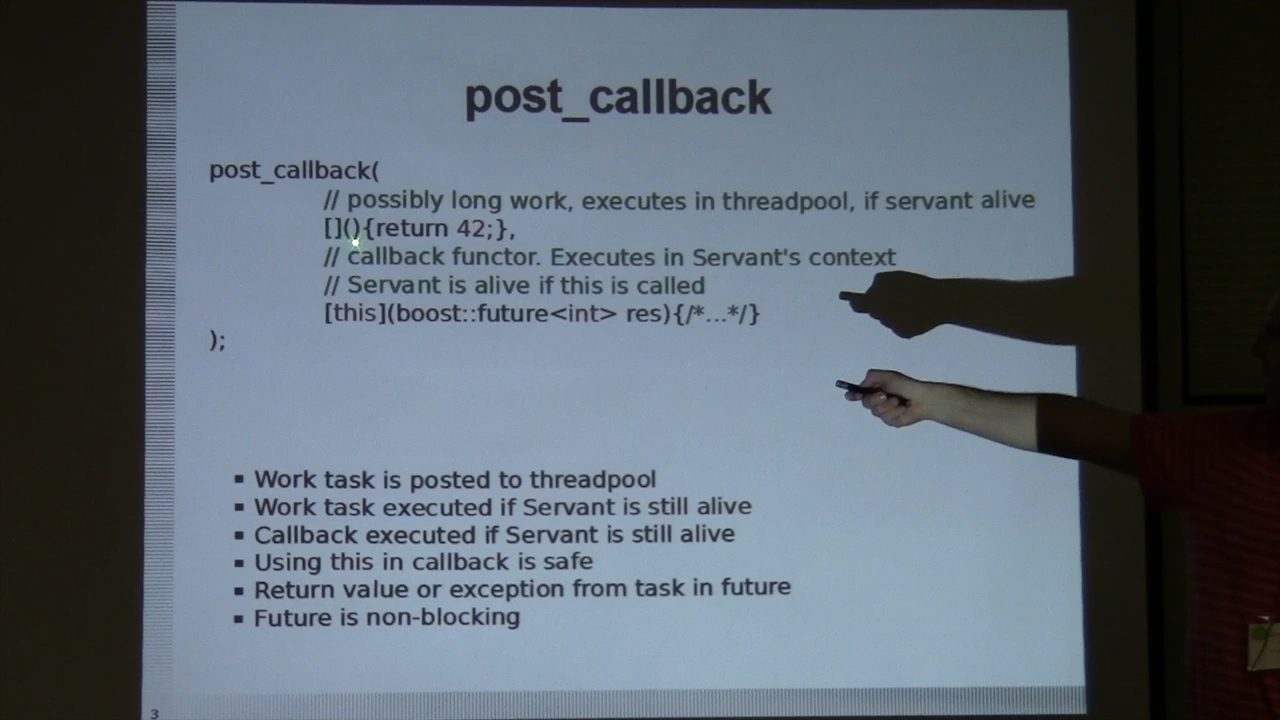 post_callback
post_callback(
// possibly long work, executes in threadpool, if servant alive
[](){return 42;},
// callback functor. Executes in Servant's context
// Servant is alive if this is called
[this](boost::future<int> res){/*...*/}
);
▪ Work task is posted to threadpool
▪ Work task executed if Servant is still alive
▪ Callback executed if Servant is still alive
▪ Using this in callback is safe
▪ Return value or exception from task in future
▪ Future is non-blocking
3